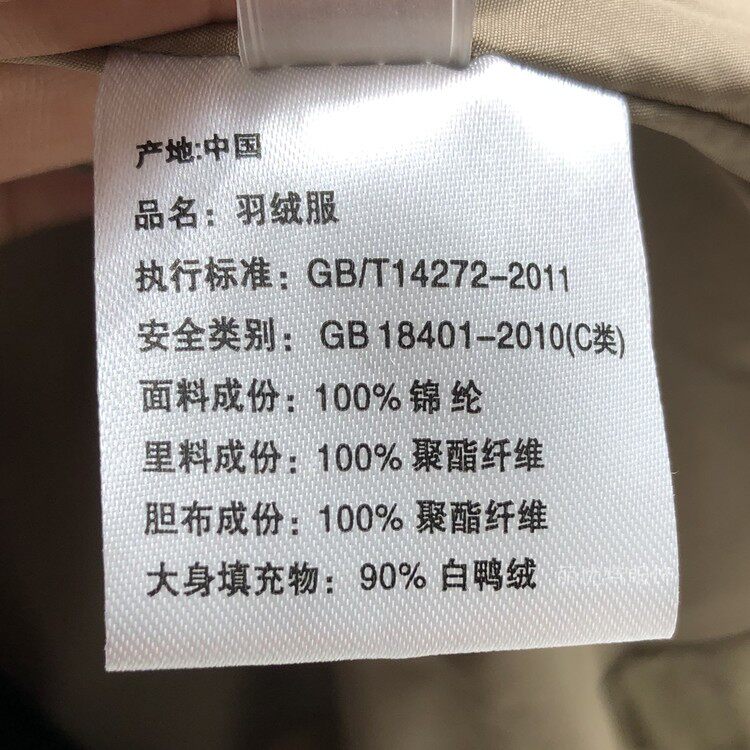 产地:中国
品名：羽绒服
执行标准：GB/T14272-2011
安全类别：GB 18401-2010(C类)
面料成份：100% 锦 纶
里料成份：100% 聚酯纤维
胆布成份：100% 聚酯纤维
大身填充物：90% 白鸭绒